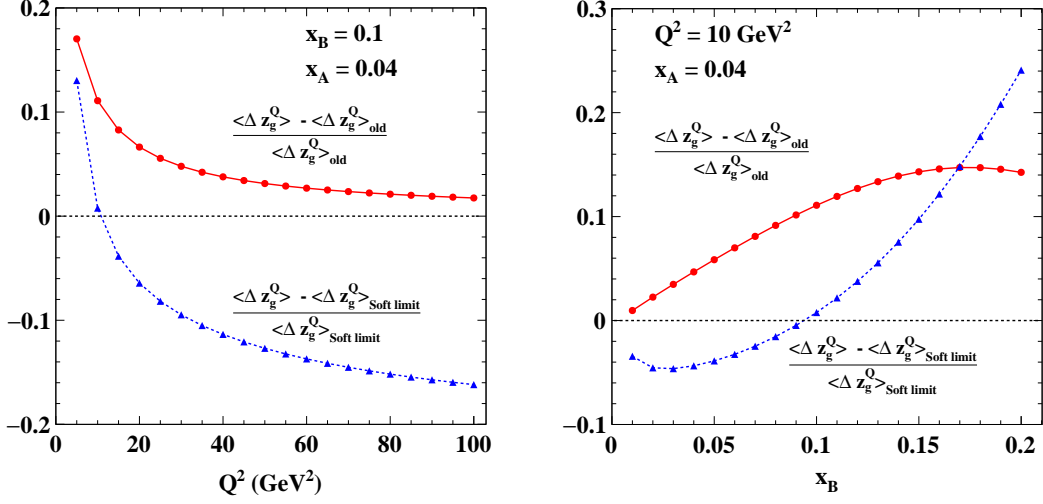 0.2
0.1
0
−0.1
−0.2
x_B = 0.1
x_A = 0.04
<Δ z_g^Q> - <Δ z_g^Q>_old
<Δ z_g^Q>_old
<Δ z_g^Q> - <Δ z_g^Q>_Soft limit
<Δ z_g^Q>_Soft limit
0 20 40 60 80 100
Q^2 (GeV^2)
0.3
0.2
0.1
0
−0.1
Q^2 = 10 GeV^2
x_A = 0.04
<Δ z_g^Q> - <Δ z_g^Q>_old
<Δ z_g^Q>_old
<Δ z_g^Q> - <Δ z_g^Q>_Soft limit
<Δ z_g^Q>_Soft limit
0 0.05 0.1 0.15 0.2
x_B